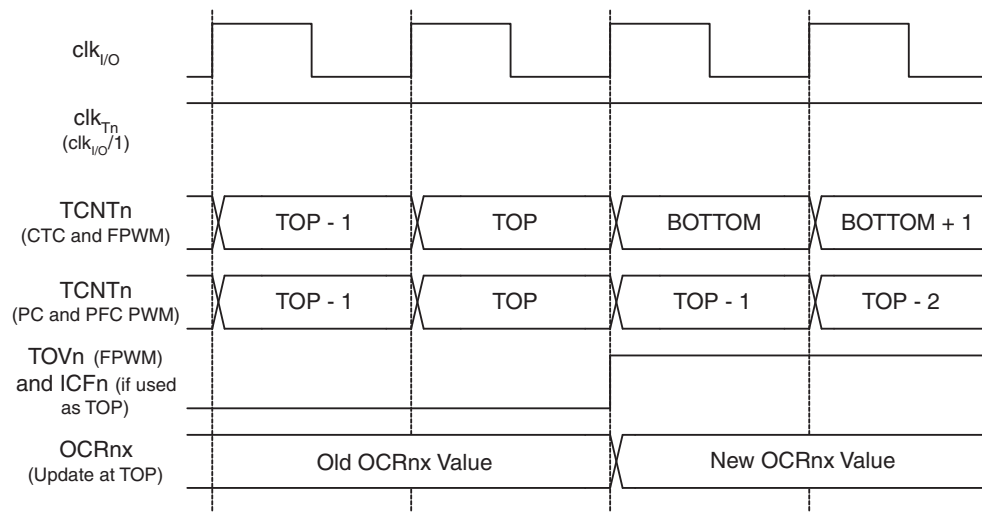 clkI/O
clkTn
(clkI/O/1)
TCNTn
(CTC and FPWM)
TOP - 1
TOP
BOTTOM
BOTTOM + 1
TCNTn
(PC and PFC PWM)
TOP - 1
TOP
TOP - 1
TOP - 2
TOVn (FPWM)
and ICFn (if used
as TOP)
OCRnx
(Update at TOP)
Old OCRnx Value
New OCRnx Value